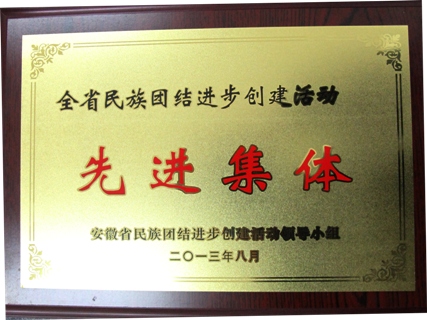 全省民族团结进步创建活动
先进集体
安徽省民族团结进步创建活动领导小组
二〇一三年八月